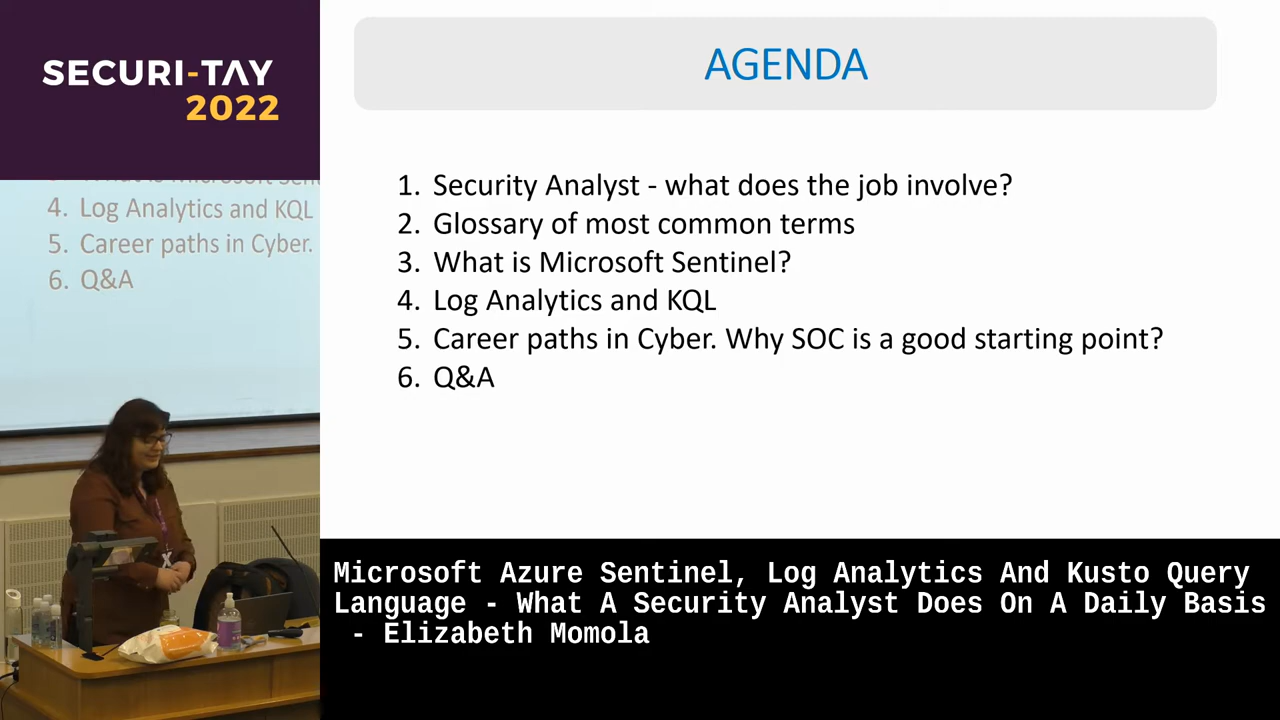 SECURI-TAY
2022
4. Log Analytics and KQL
5. Career paths in Cyber.
6. Q&A
AGENDA
1. Security Analyst - what does the job involve?
2. Glossary of most common terms
3. What is Microsoft Sentinel?
4. Log Analytics and KQL
5. Career paths in Cyber. Why SOC is a good starting point?
6. Q&A
Microsoft Azure Sentinel, Log Analytics And Kusto Query
Language - What A Security Analyst Does On A Daily Basis
- Elizabeth Momola